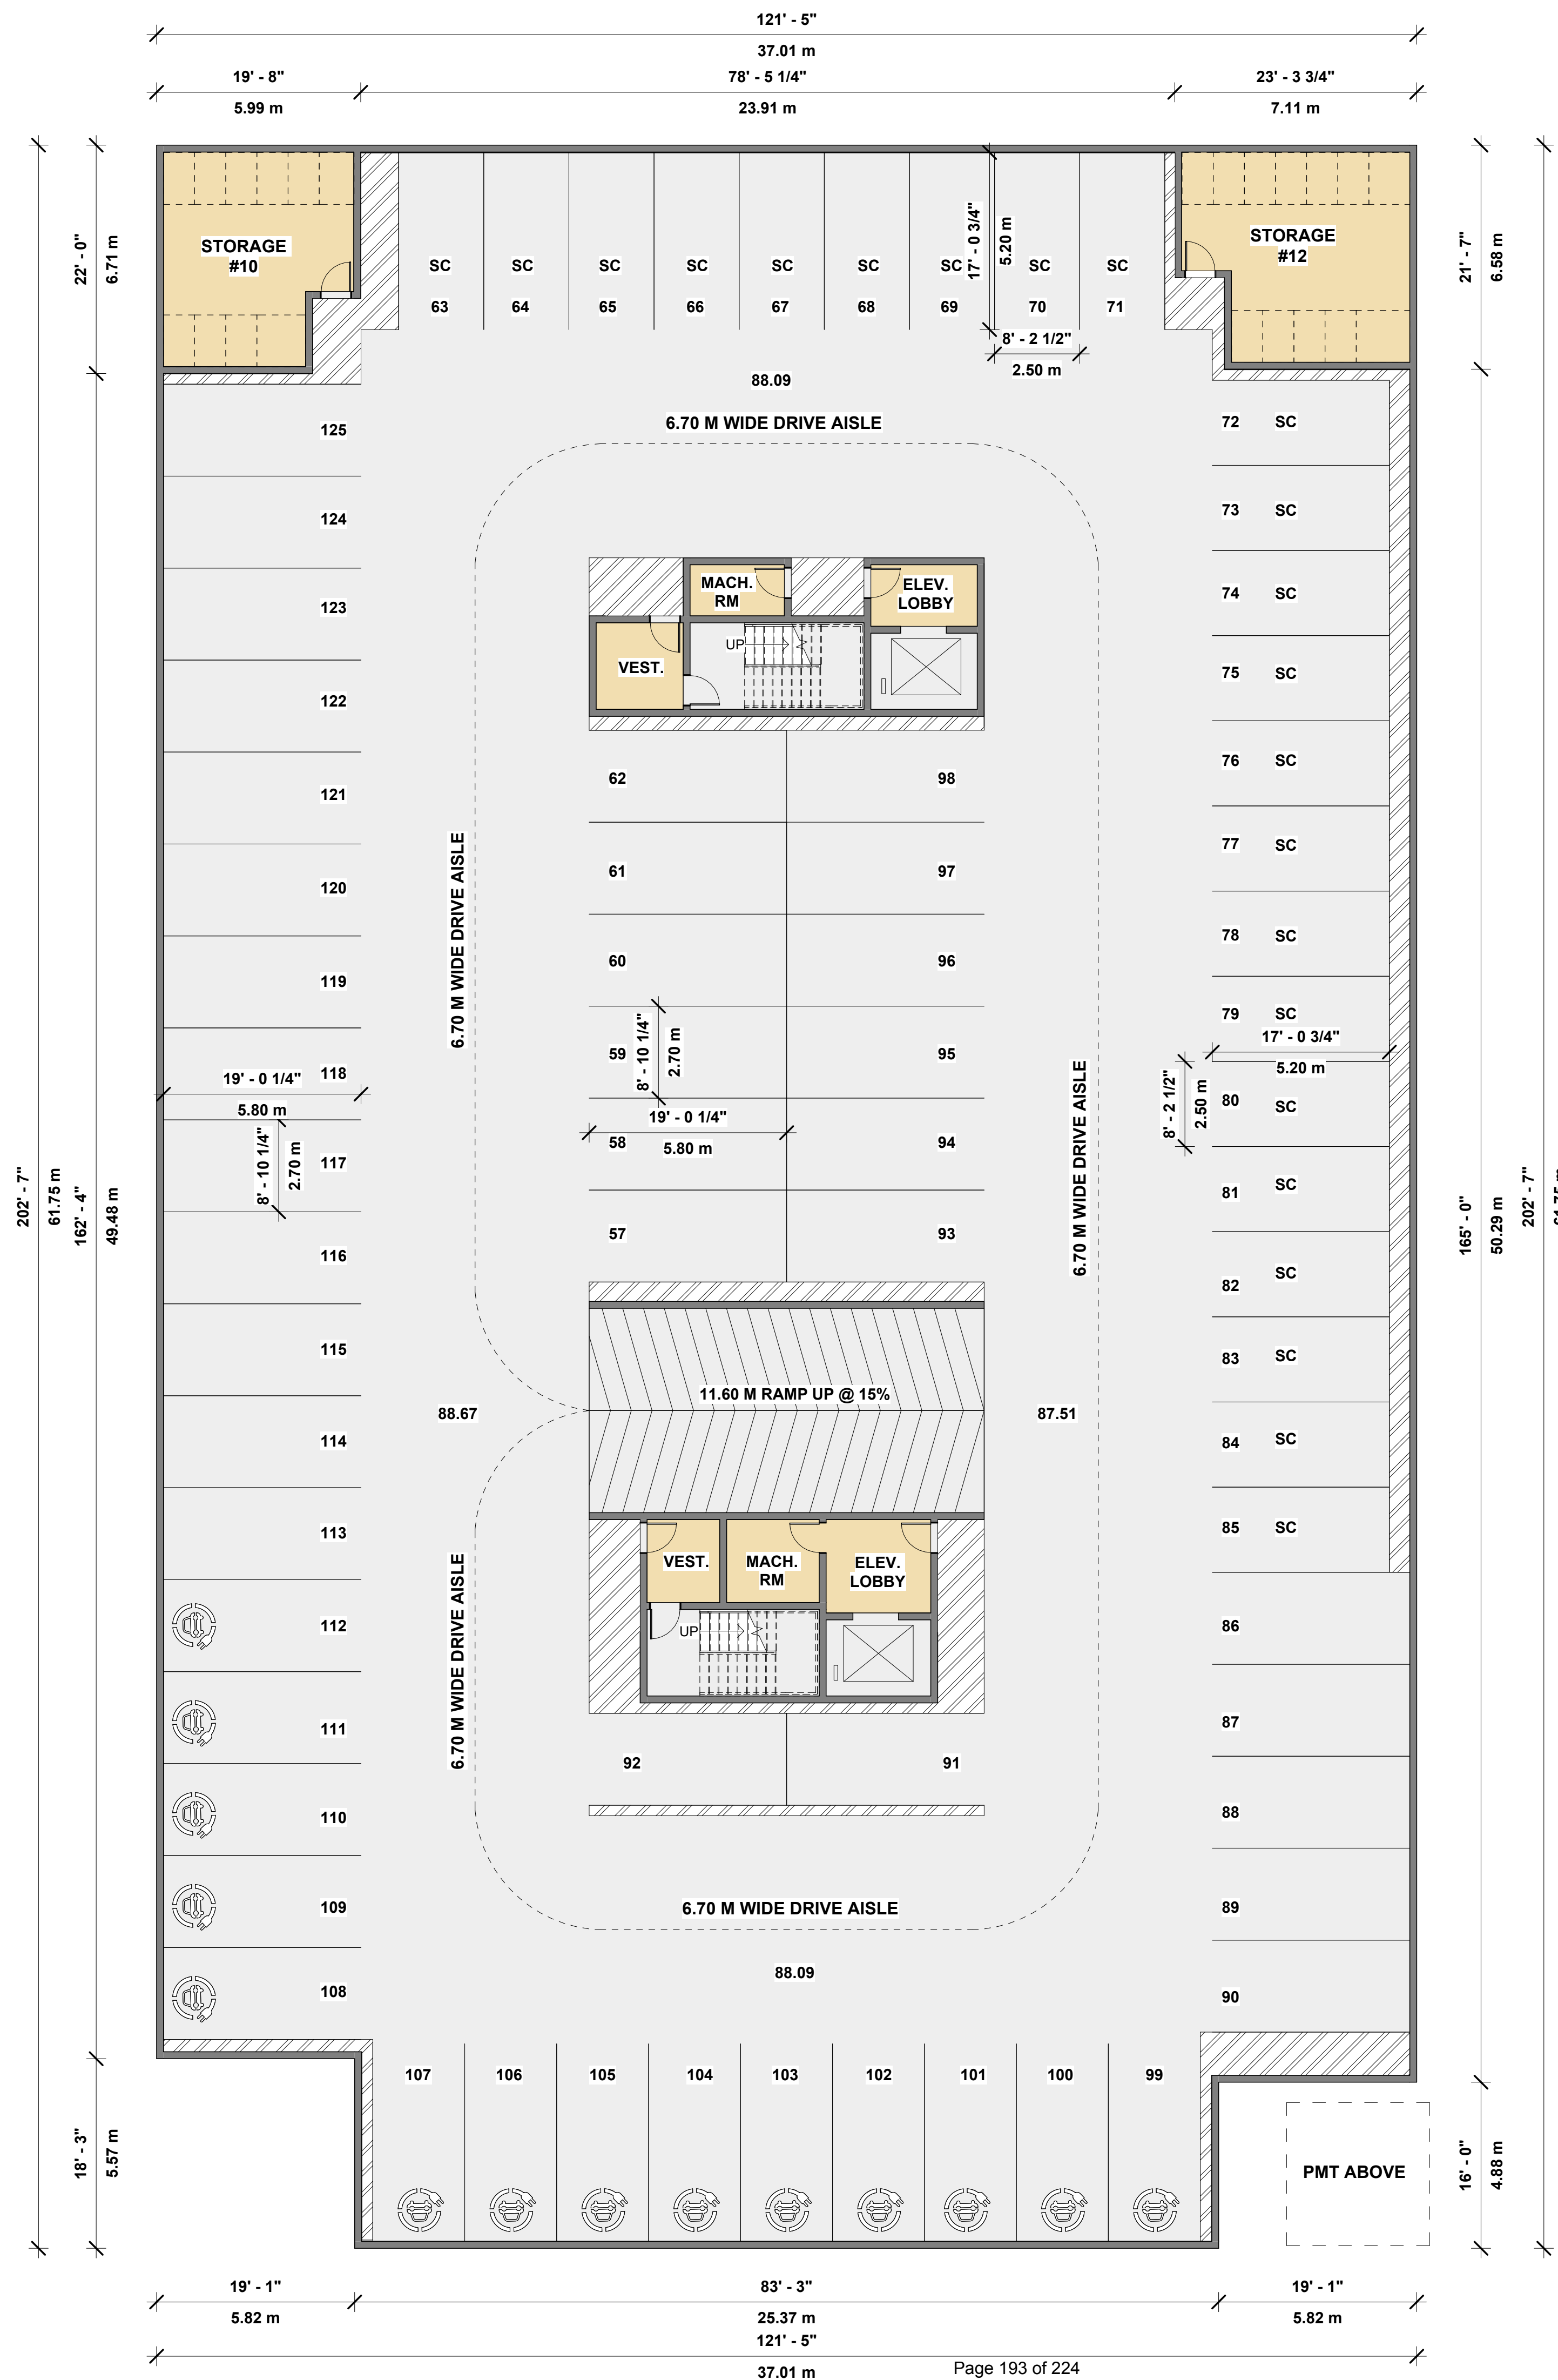 121' - 5"
37.01 m
19' - 8"
78' - 5 1/4"
23' - 3 3/4"
5.99 m
23.91 m
7.11 m
22' - 0"
6.71 m
STORAGE
#10
SC
SC
SC
SC
SC
SC
SC
SC
SC
63
64
65
66
67
68
69
70
71
17' - 0 3/4"
5.20 m
8' - 2 1/2"
2.50 m
STORAGE
#12
21' - 7"
6.58 m
88.09
6.70 M WIDE DRIVE AISLE
125
124
123
122
121
120
119
118
19' - 0 1/4"
5.80 m
8' - 10 1/4"
2.70 m
117
116
115
114
113
112
111
110
109
108
72
SC
73
SC
74
SC
75
SC
76
SC
77
SC
78
SC
79
SC
17' - 0 3/4"
5.20 m
8' - 2 1/2"
2.50 m
80
SC
81
SC
82
SC
83
SC
84
SC
85
SC
86
87
88
89
90
MACH.
RM
ELEV.
LOBBY
VEST.
UP
62
98
61
97
60
96
59
95
8' - 10 1/4"
2.70 m
19' - 0 1/4"
5.80 m
58
94
57
93
6.70 M WIDE DRIVE AISLE
6.70 M WIDE DRIVE AISLE
202' - 7"
61.75 m
162' - 4"
49.48 m
165' - 0"
50.29 m
202' - 7"
11.60 M RAMP UP @ 15%
88.67
87.51
VEST.
MACH.
RM
ELEV.
LOBBY
UP
6.70 M WIDE DRIVE AISLE
92
91
6.70 M WIDE DRIVE AISLE
88.09
107
106
105
104
103
102
101
100
99
18' - 3"
5.57 m
PMT ABOVE
16' - 0"
4.88 m
19' - 1"
83' - 3"
19' - 1"
5.82 m
25.37 m
5.82 m
121' - 5"
37.01 m
Page 193 of 224